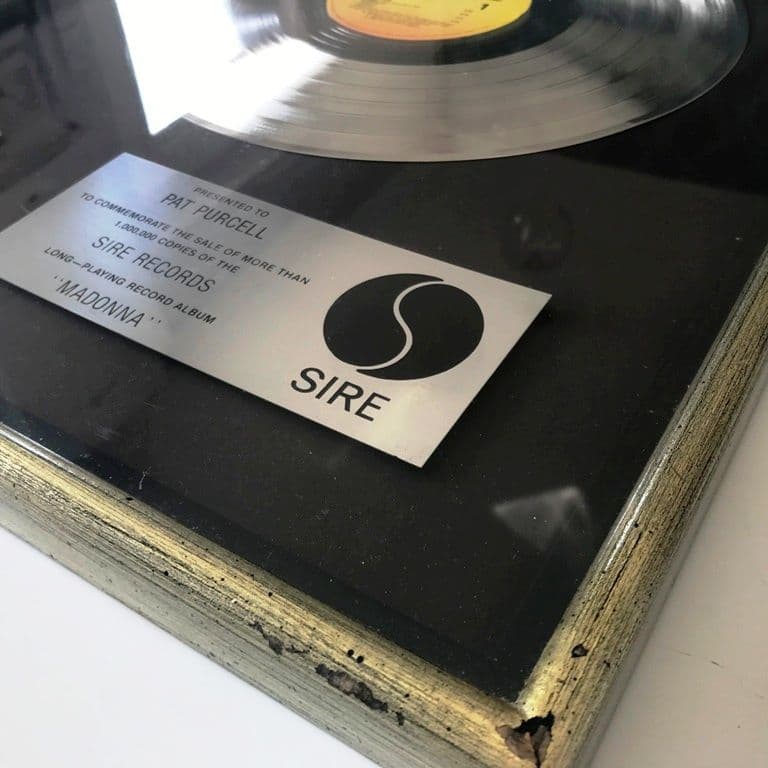 1
PRESENTED TO
PAT PURCELL
TO COMMEMORATE THE SALE OF MORE THAN
1,000,000 COPIES OF THE
SIRE RECORDS
LONG-PLAYING RECORD ALBUM
"MADONNA"
SIRE